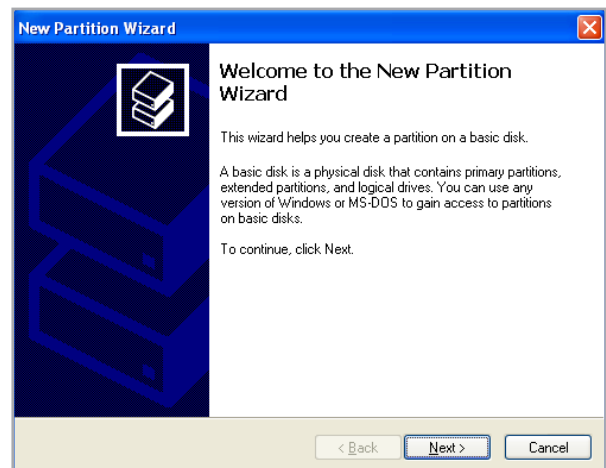 New Partition Wizard
Welcome to the New Partition
Wizard
This wizard helps you create a partition on a basic disk.
A basic disk is a physical disk that contains primary partitions,
extended partitions, and logical drives. You can use any
version of Windows or MS-DOS to gain access to partitions
on basic disks.
To continue, click Next.
< Back Next > Cancel